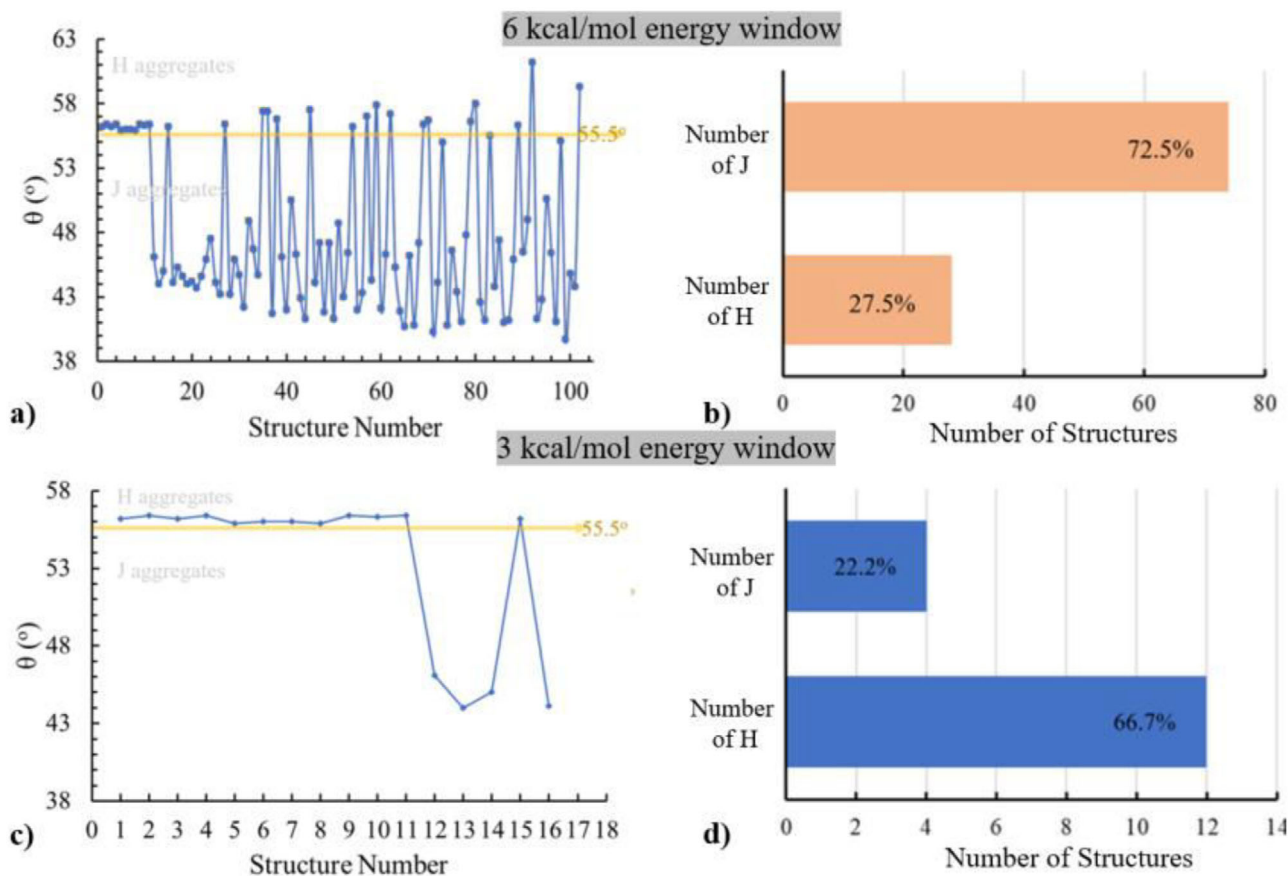 6 kcal/mol energy window
63
58
53
48
43
38
θ (º)
H aggregates
J aggregates
55.5º
0 20 40 60 80 100
Structure Number
a)
Number
of J
72.5%
Number
of H
27.5%
0 20 40 60 80
Number of Structures
b)
3 kcal/mol energy window
58
53
48
43
38
θ (º)
H aggregates
J aggregates
55.5º
0 1 2 3 4 5 6 7 8 9 10 11 12 13 14 15 16 17 18
Structure Number
c)
Number
of J
22.2%
Number
of H
66.7%
0 2 4 6 8 10 12 14
Number of Structures
d)